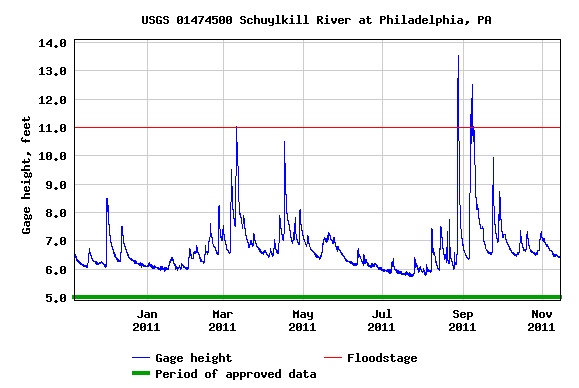 USGS 01474500 Schuylkill River at Philadelphia, PA
Gage height, feet
14.0
13.0
12.0
11.0
10.0
9.0
8.0
7.0
6.0
5.0
Jan Mar May Jul Sep Nov
2011 2011 2011 2011 2011 2011
Gage height Floodstage
Period of approved data